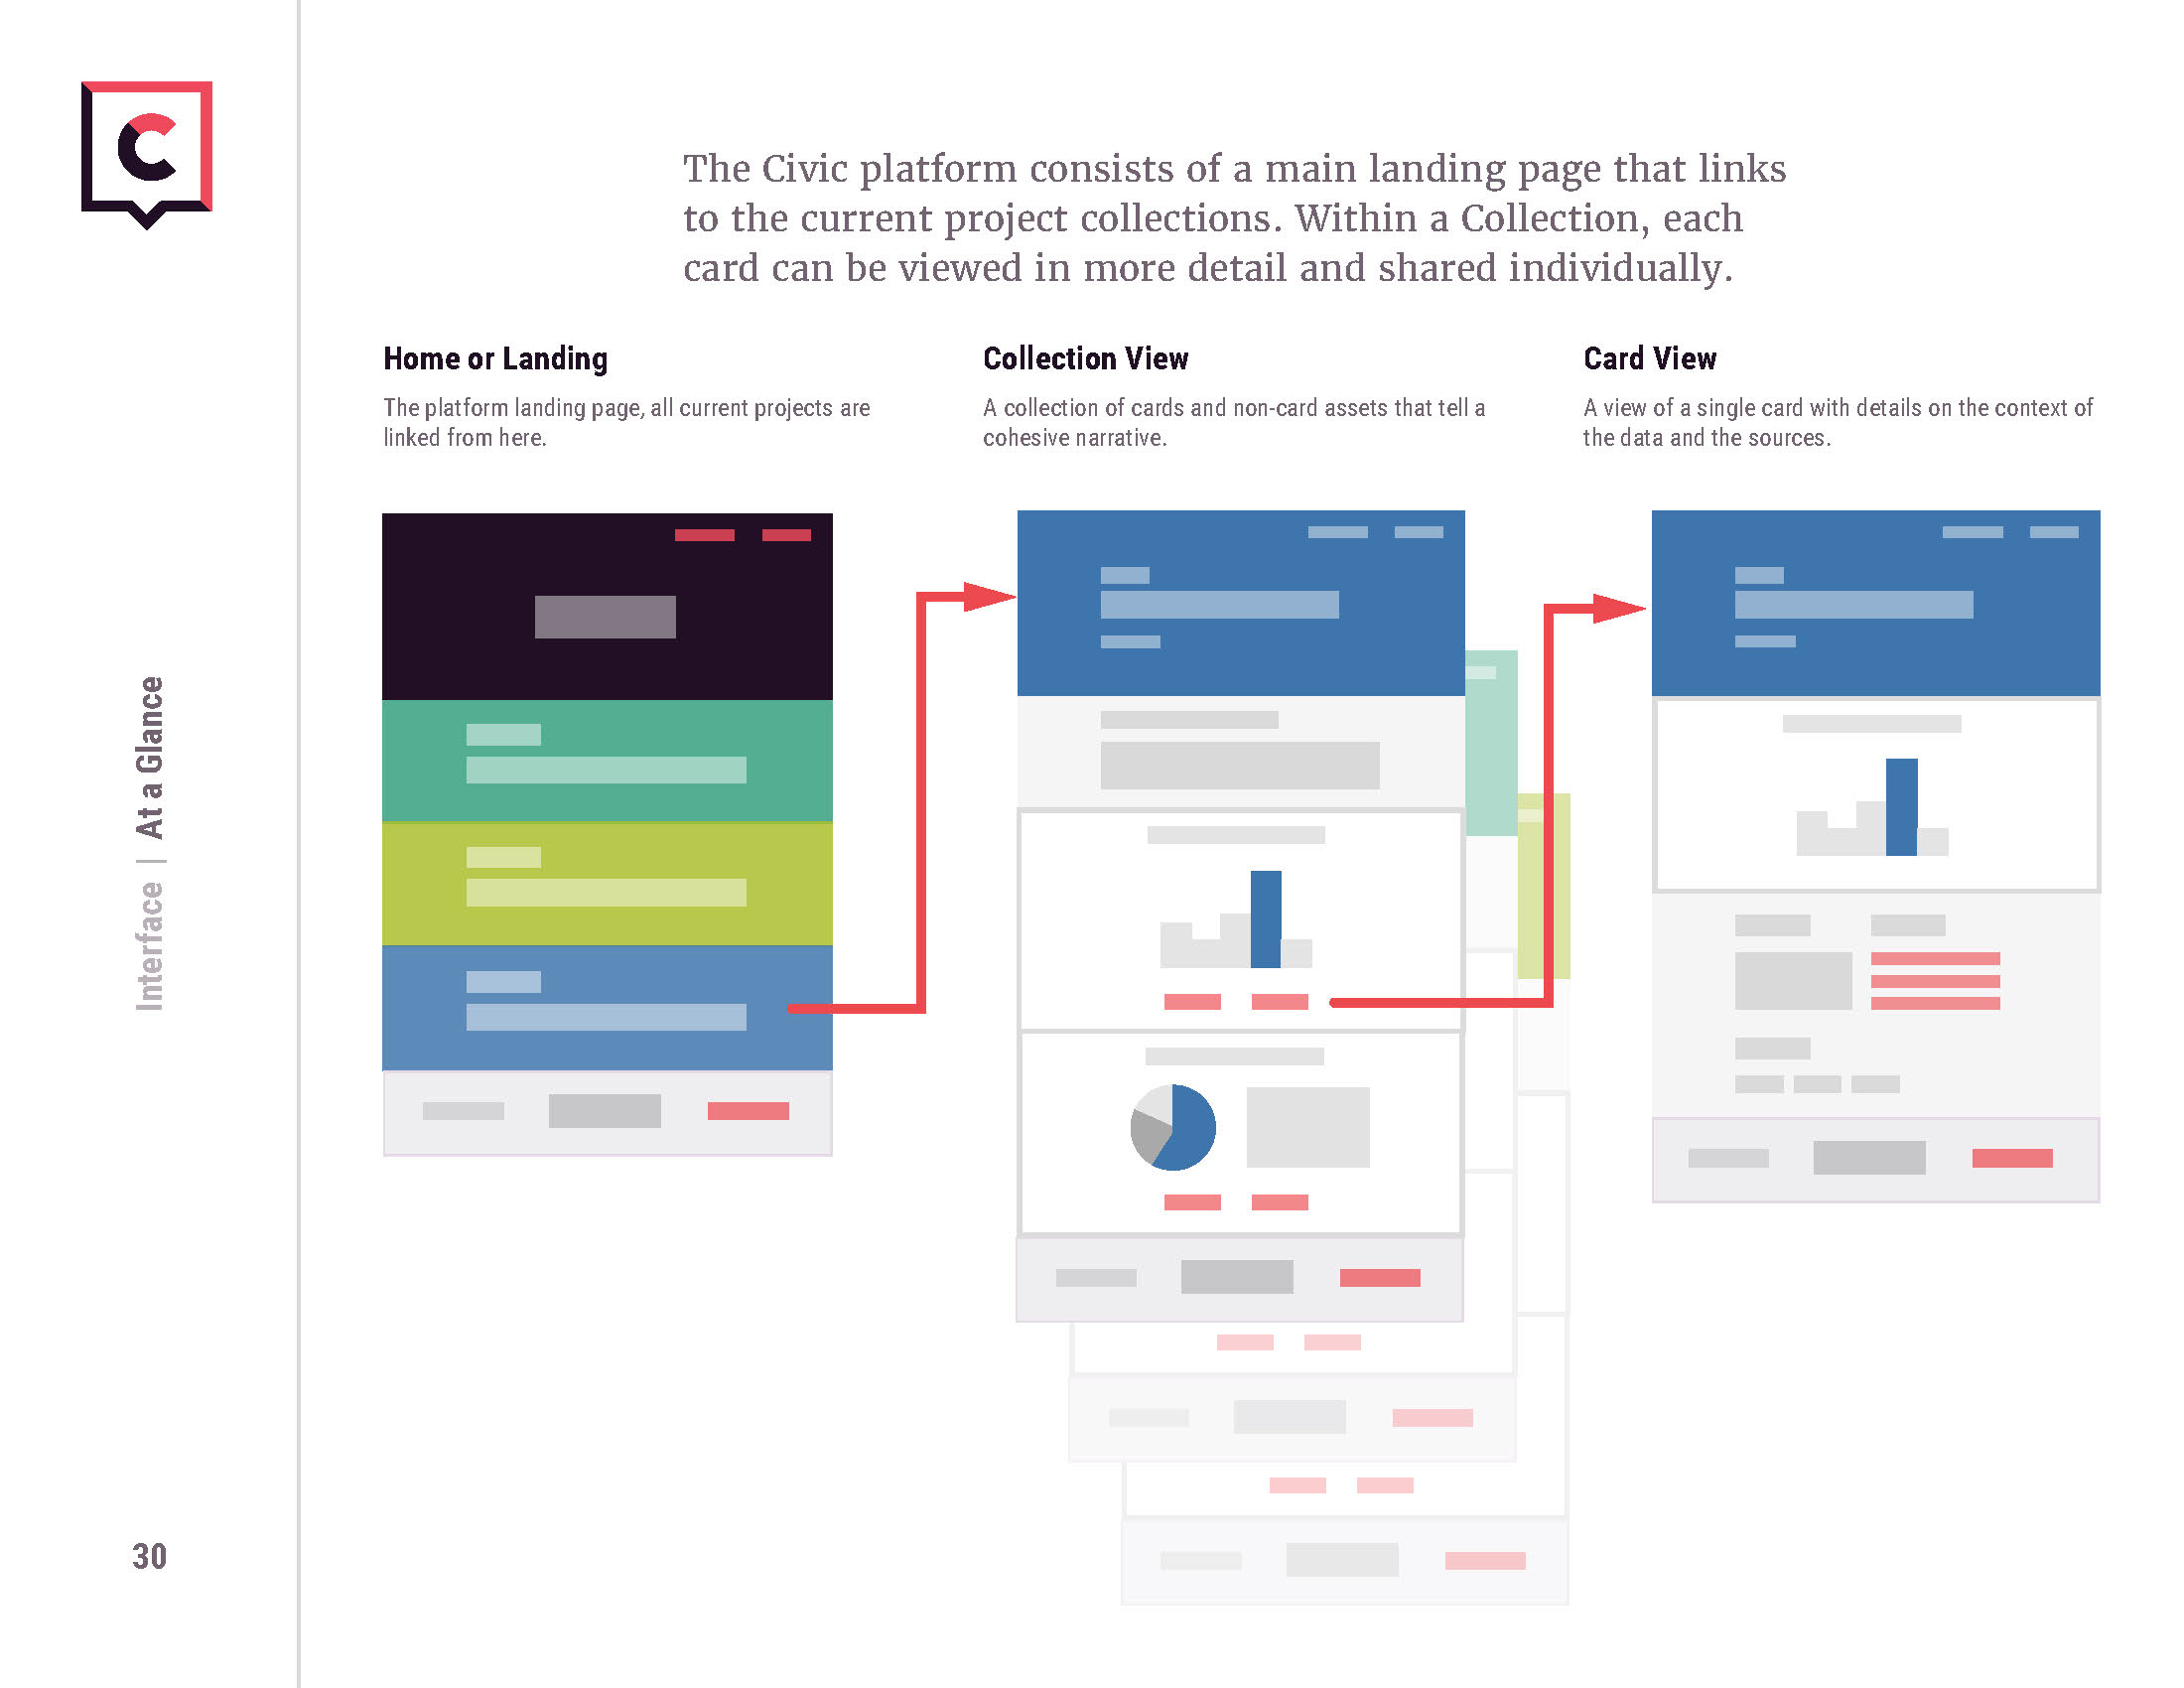 C
The Civic platform consists of a main landing page that links
to the current project collections. Within a Collection, each
card can be viewed in more detail and shared individually.
Home or Landing
The platform landing page, all current projects are
linked from here.
Collection View
A collection of cards and non-card assets that tell a
cohesive narrative.
Card View
A view of a single card with details on the context of
the data and the sources.
Interface | At a Glance
30